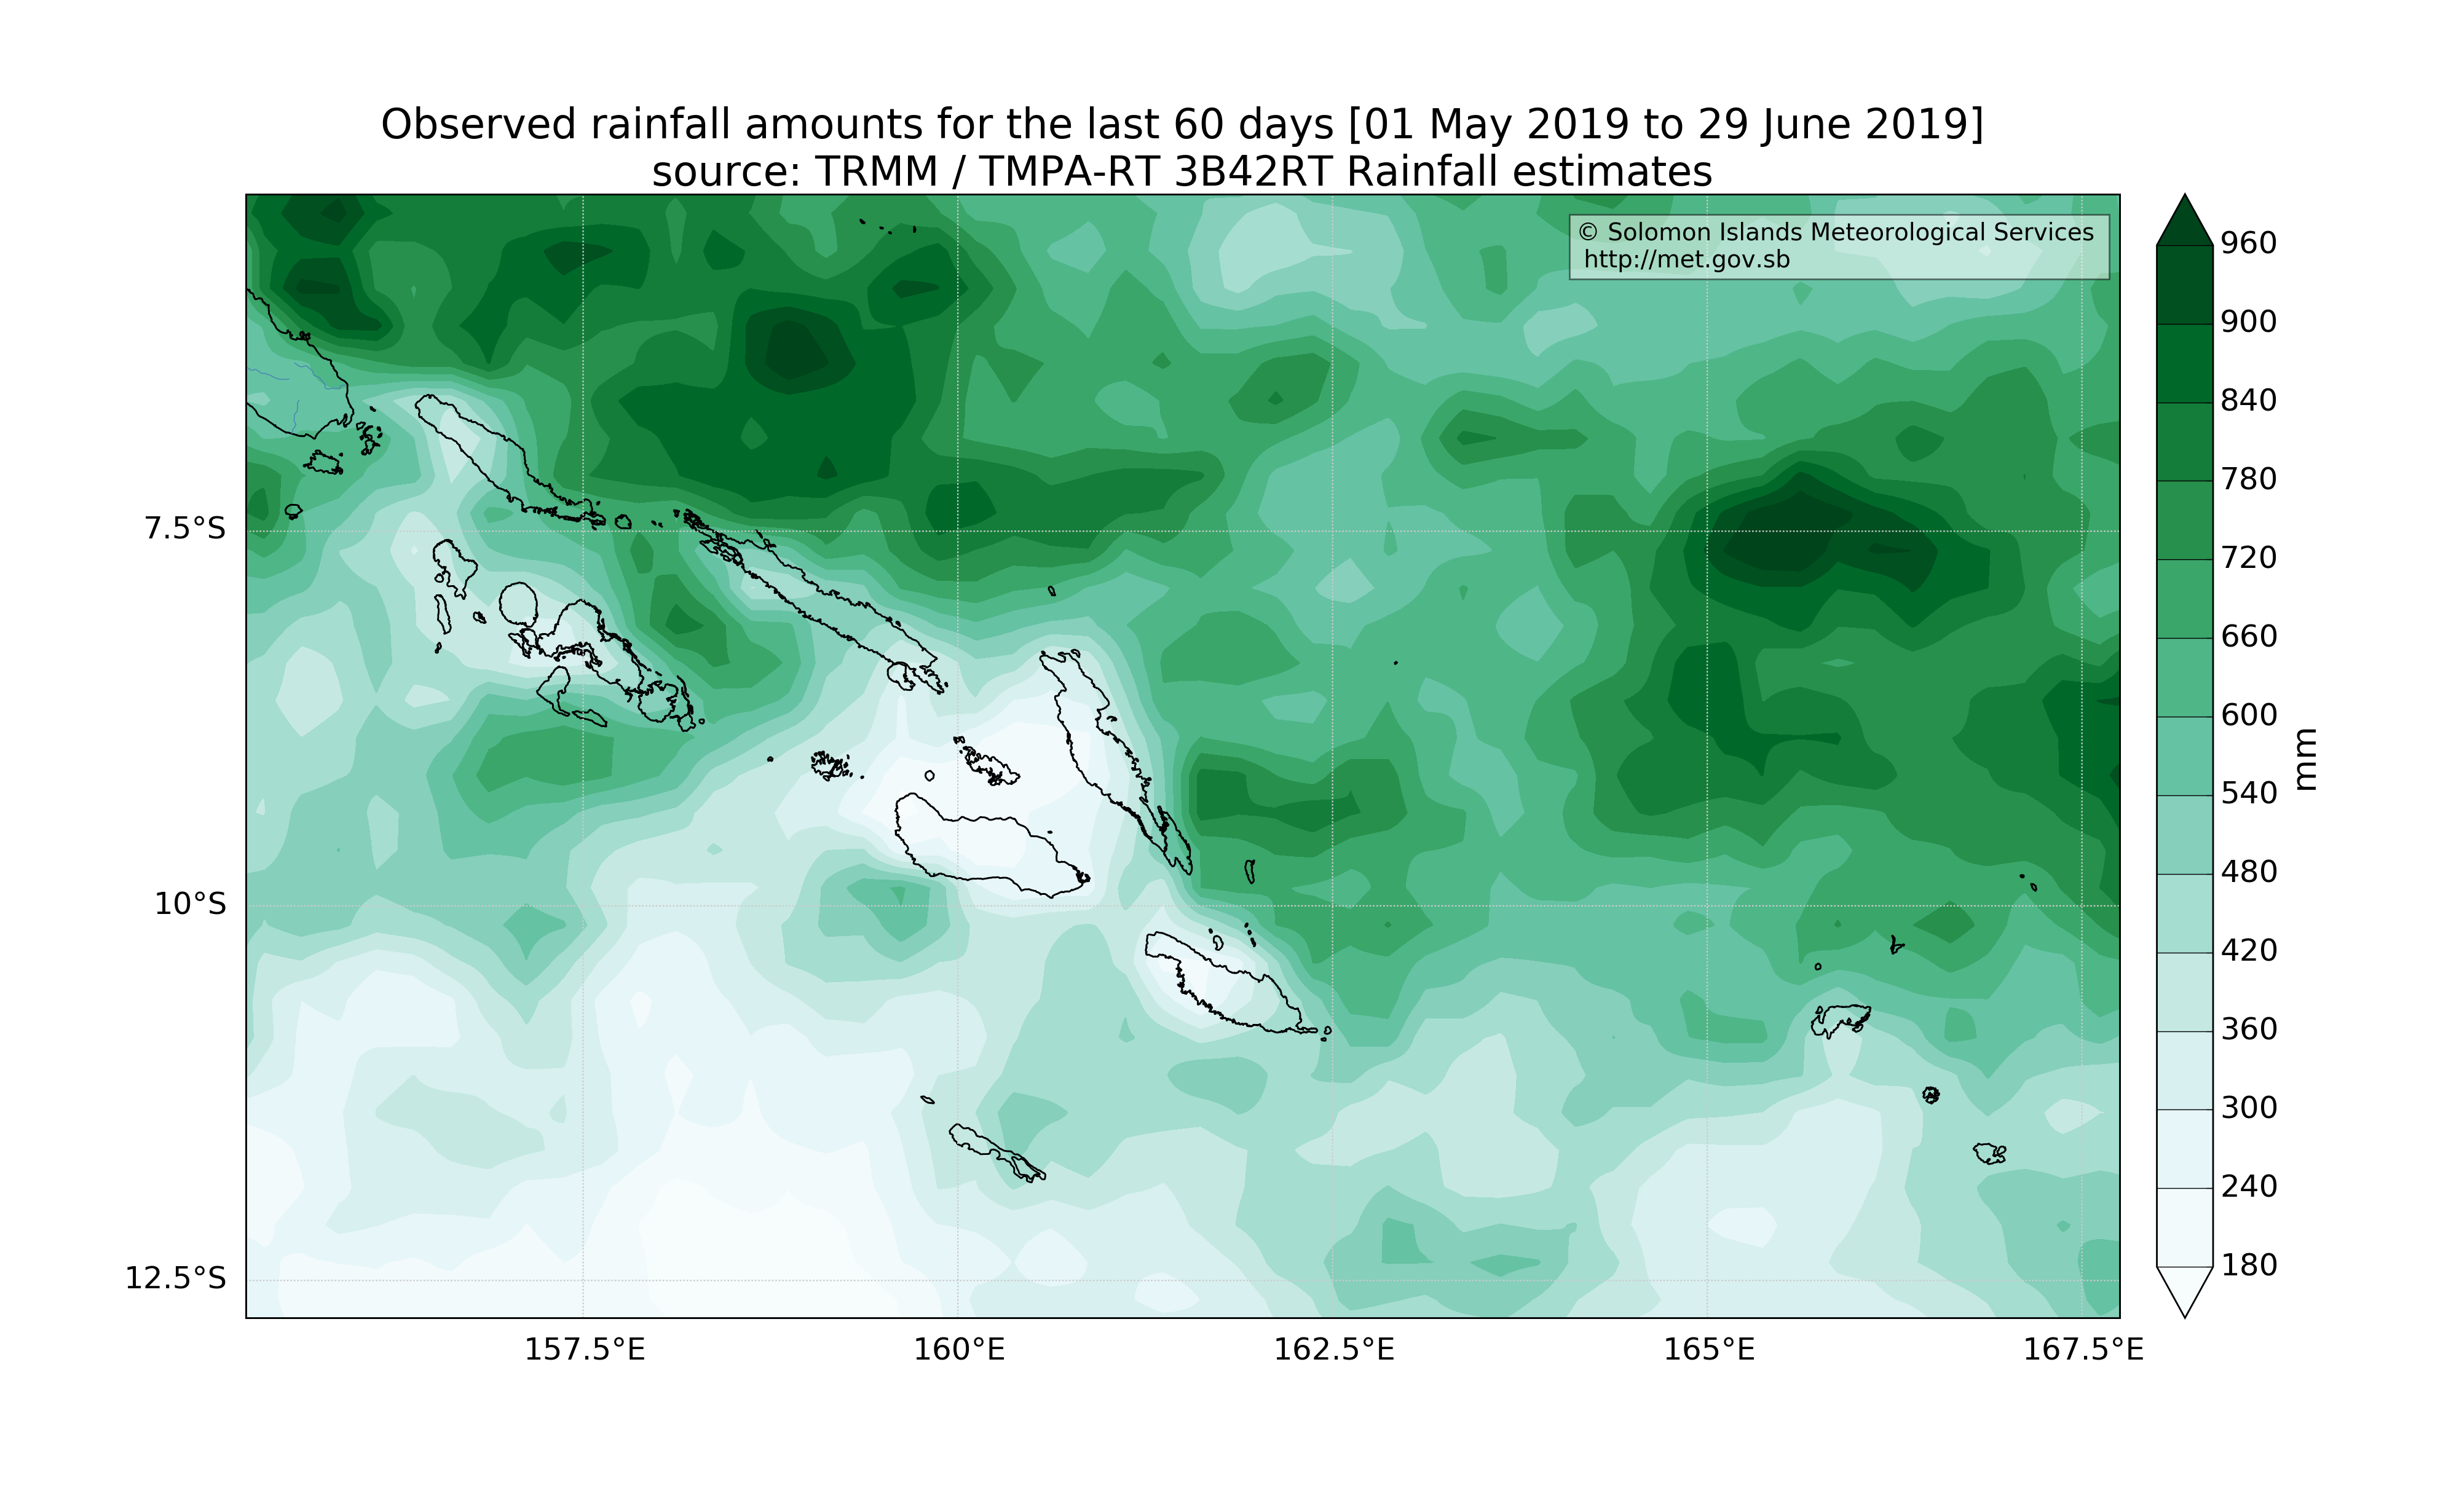 Observed rainfall amounts for the last 60 days [01 May 2019 to 29 June 2019]
source: TRMM / TMPA-RT 3B42RT Rainfall estimates
© Solomon Islands Meteorological Services
http://met.gov.sb
960
900
840
780
720
660
600
540
480
420
360
300
240
180
mm
7.5°S
10°S
12.5°S
157.5°E
160°E
162.5°E
165°E
167.5°E